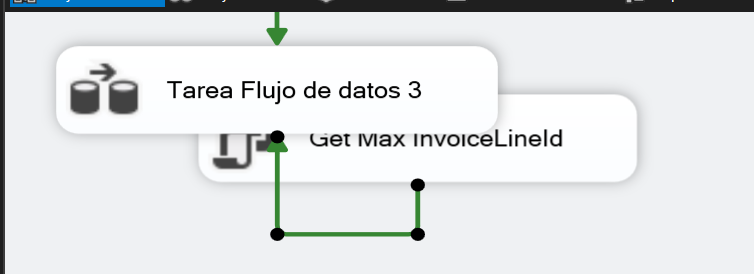 Tarea Flujo de datos 3
Get Max InvoiceLineId